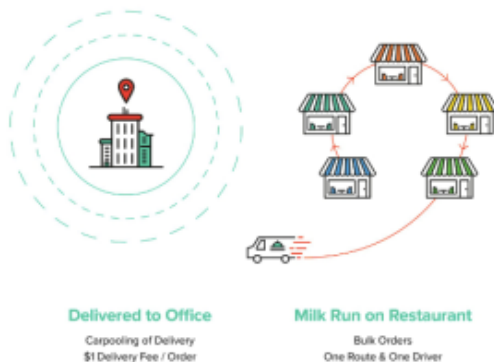 Delivered to Office
Carpooling of Delivery
$1 Delivery Fee / Order
Milk Run on Restaurant
Bulk Orders
One Route & One Driver